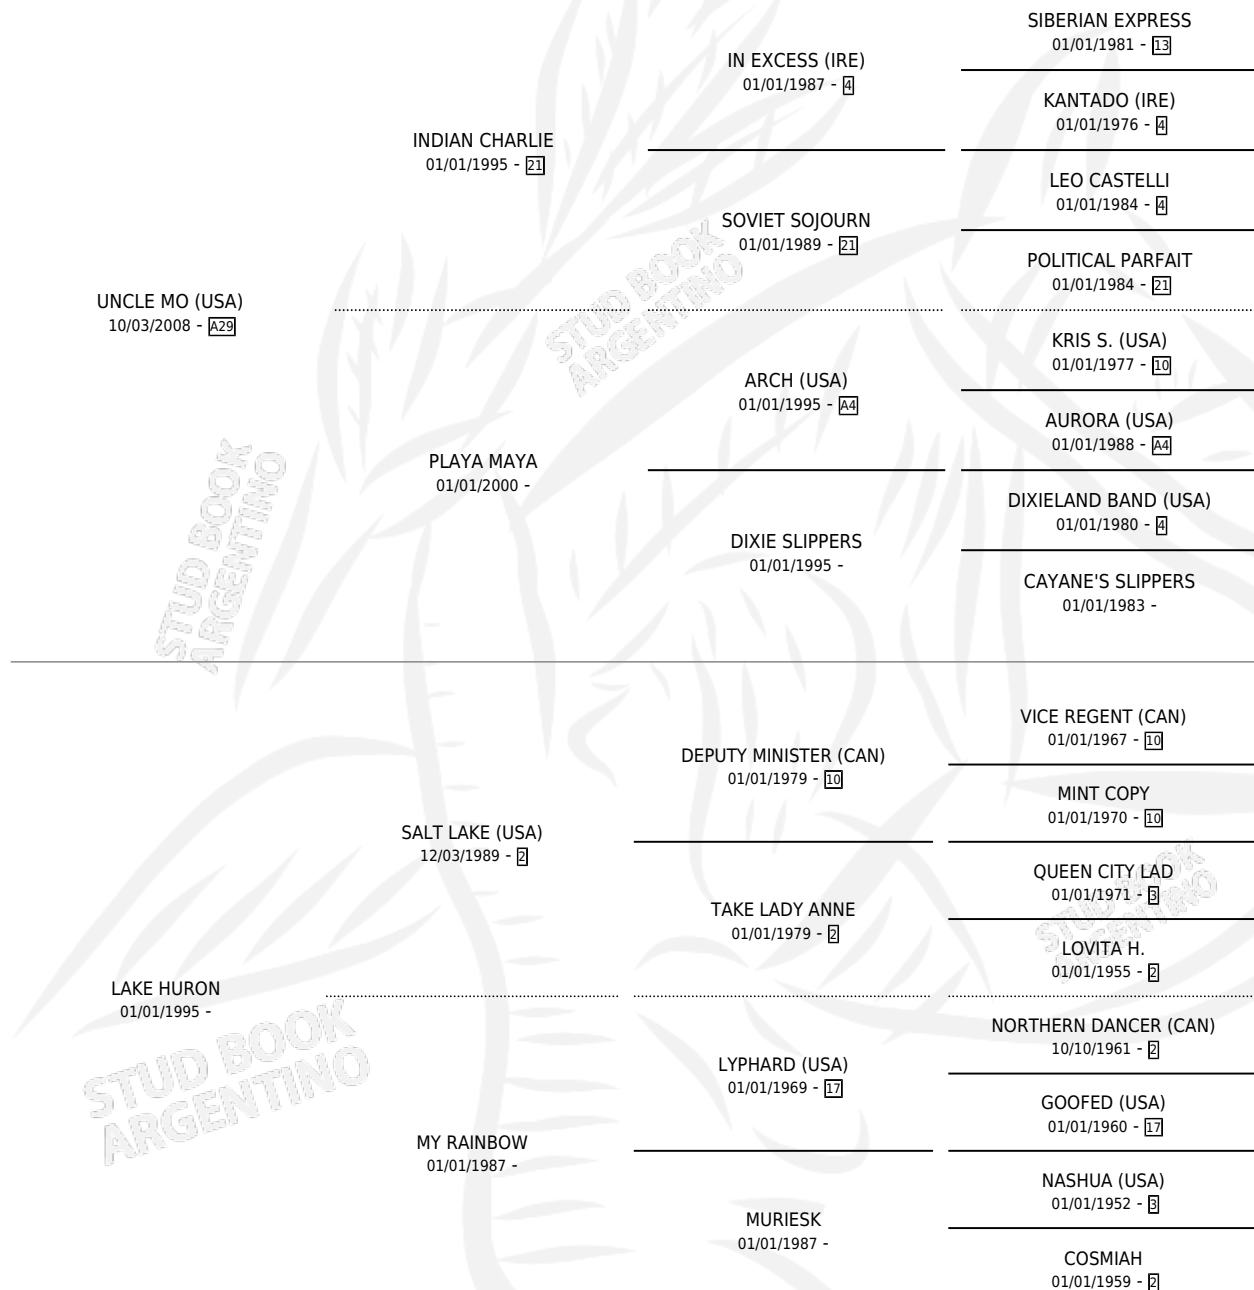 SIBERIAN EXPRESS
01/01/1981 - 13
IN EXCESS (IRE)
01/01/1987 - 4
KANTADO (IRE)
01/01/1976 - 4
INDIAN CHARLIE
01/01/1995 - 21
LEO CASTELLI
01/01/1984 - 4
SOVIET SOJOURN
01/01/1989 - 21
POLITICAL PARFAIT
01/01/1984 - 21
UNCLE MO (USA)
10/03/2008 - A29
KRIS S. (USA)
01/01/1977 - 10
ARCH (USA)
01/01/1995 - A4
AURORA (USA)
01/01/1988 - A4
PLAYA MAYA
01/01/2000 -
DIXIELAND BAND (USA)
01/01/1980 - 4
DIXIE SLIPPERS
01/01/1995 -
CAYANE'S SLIPPERS
01/01/1983 -
VICE REGENT (CAN)
01/01/1967 - 10
DEPUTY MINISTER (CAN)
01/01/1979 - 10
MINT COPY
01/01/1970 - 10
SALT LAKE (USA)
12/03/1989 - 2
QUEEN CITY LAD
01/01/1971 - 3
TAKE LADY ANNE
01/01/1979 - 2
LOVITA H.
01/01/1955 - 2
LAKE HURON
01/01/1995 -
NORTHERN DANCER (CAN)
10/10/1961 - 2
LYPHARD (USA)
01/01/1969 - 17
GOOFED (USA)
01/01/1960 - 17
MY RAINBOW
01/01/1987 -
NASHUA (USA)
01/01/1952 - 3
MURIESK
01/01/1987 -
COSMIAH
01/01/1959 - 2
STUD BOOK
ARGENTINO
STUD BOOK
ARGENTINO
STUD BOOK
ARGENTINO
STUD BOOK
ARGENTINO